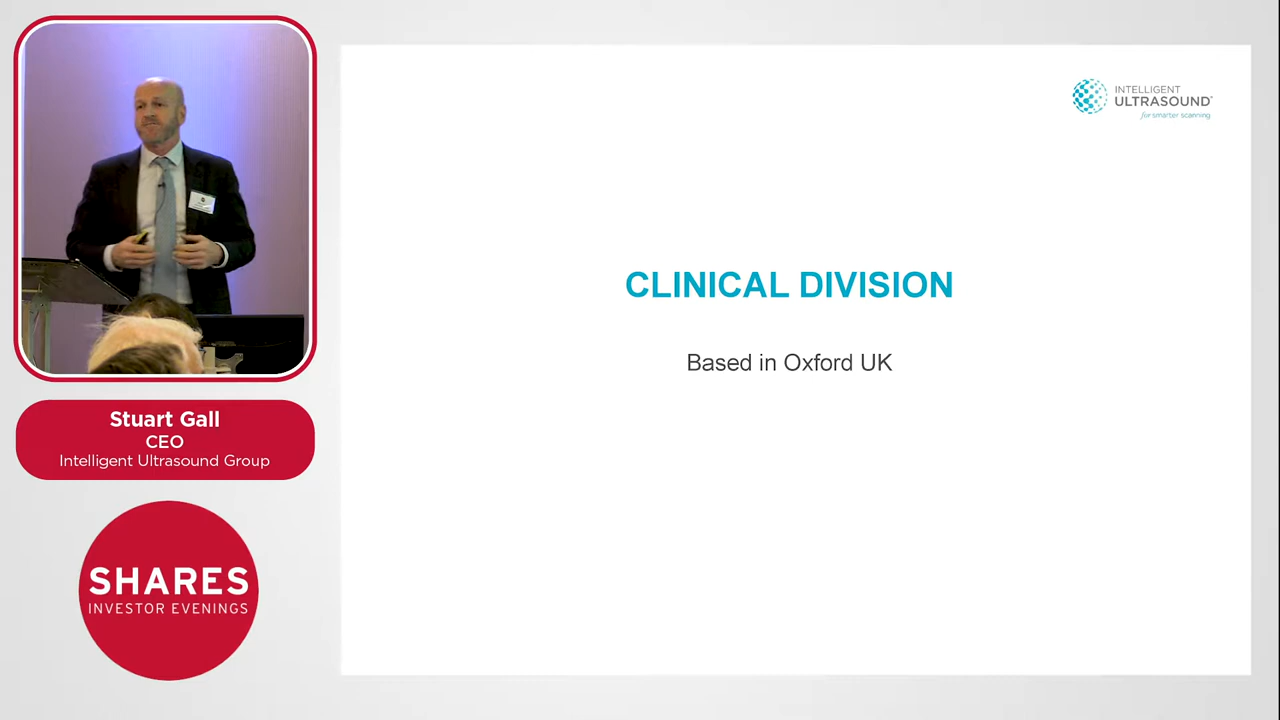 INTELLIGENT
ULTRASOUND
for smarter scanning
CLINICAL DIVISION
Based in Oxford UK
Stuart Gall
CEO
Intelligent Ultrasound Group
SHARES
INVESTOR EVENINGS